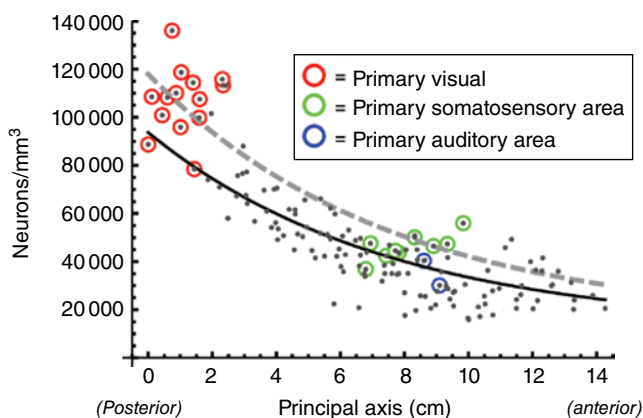 140 000
120 000
100 000
80 000
60 000
40 000
20 000
Neurons/mm³
= Primary visual
= Primary somatosensory area
= Primary auditory area
0 2 4 6 8 10 12 14
(Posterior) Principal axis (cm) (anterior)